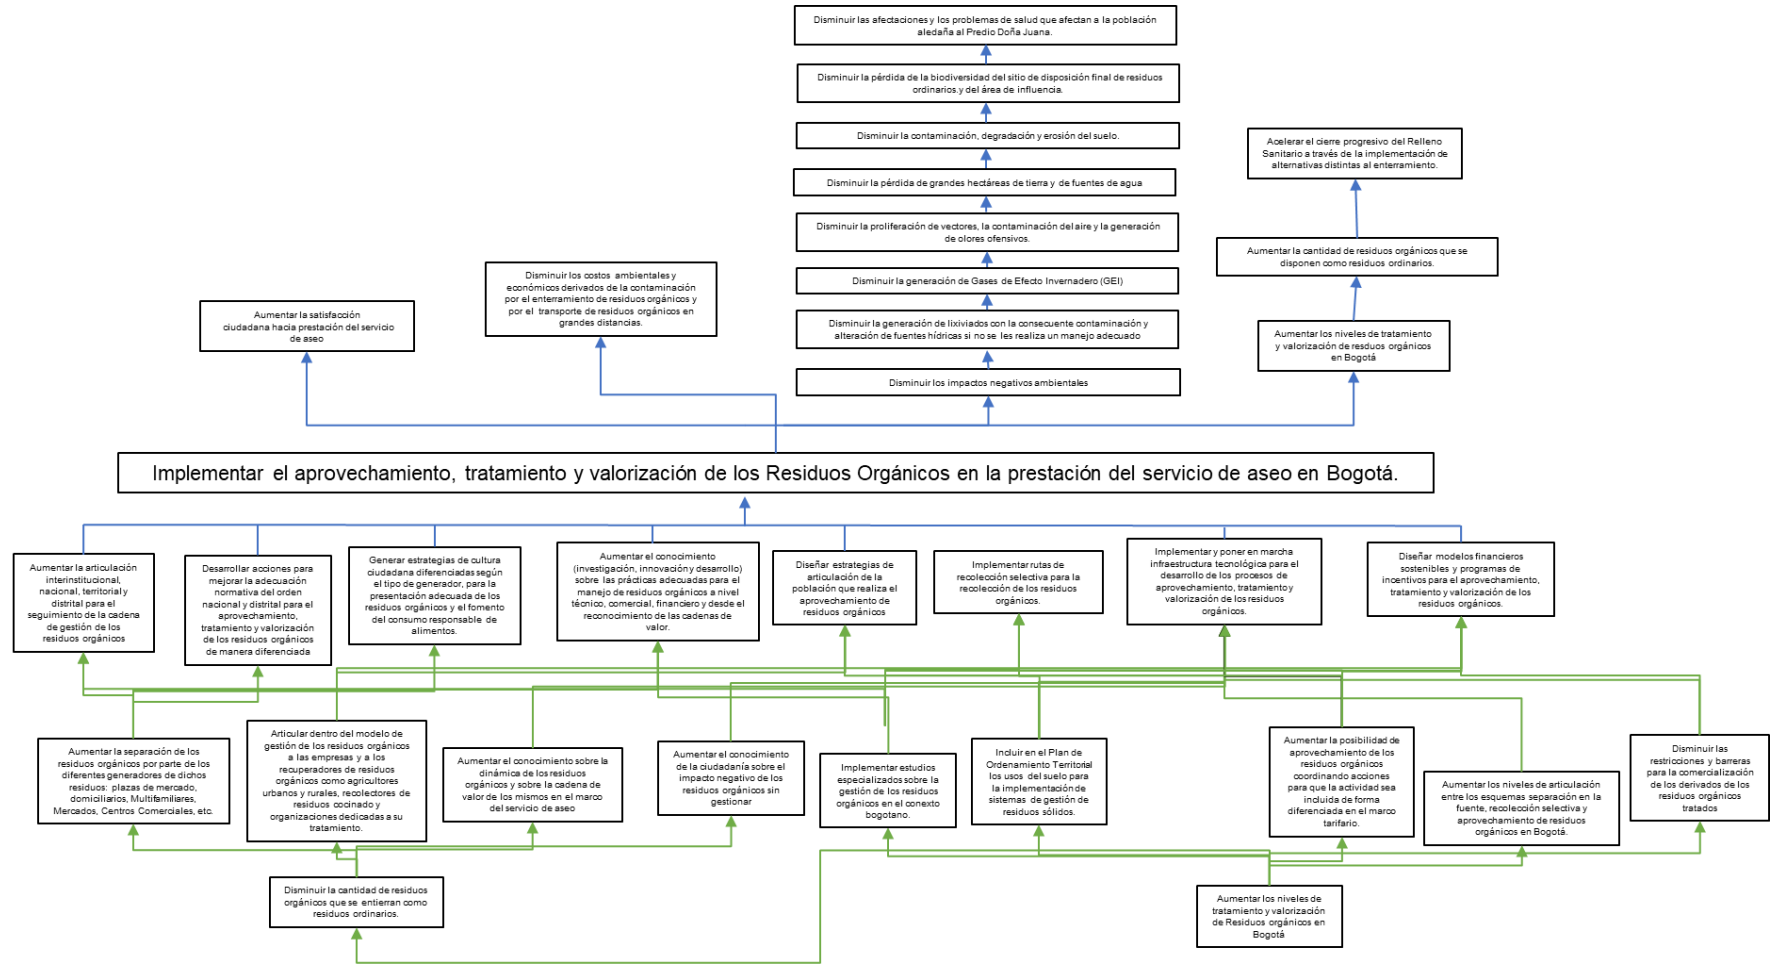 Disminuir las afectaciones y los problemas de salud que afectan a la población
aledaña al Predio Doña Juana.
Disminuir la pérdida de la biodiversidad del sitio de disposición final de residuos
ordinarios.y del área de influencia.
Disminuir la contaminación, degradación y erosión del suelo.
Disminuir la pérdida de grandes hectáreas de tierra y de fuentes de agua
Disminuir la proliferación de vectores, la contaminación del aire y la generación
de olores ofensivos.
Disminuir la generación de Gases de Efecto Invernadero (GEI)
Disminuir la generación de lixiviados con la consecuente contaminación y
alteración de fuentes hídricas si no se les realiza un manejo adecuado
Disminuir los impactos negativos ambientales
Acelerar el cierre progresivo del Relleno
Sanitario a través de la implementación de
alternativas distintas al enterramiento.
Aumentar la cantidad de residuos orgánicos que se
disponen como residuos ordinarios.
Aumentar los niveles de tratamiento
y valorización de residuos orgánicos
en Bogotá
Disminuir los costos ambientales y
económicos derivados de la contaminación
por el enterramiento de residuos orgánicos y
por el transporte de residuos orgánicos en
grandes distancias.
Aumentar la satisfacción
ciudadana hacia prestación del servicio
de aseo
Implementar el aprovechamiento, tratamiento y valorización de los Residuos Orgánicos en la prestación del servicio de aseo en Bogotá.
Aumentar la articulación
interinstitucional,
nacional, territorial y
distrital para el
seguimiento de la cadena
de gestión de los
residuos orgánicos
Desarrollar acciones para
mejorar la adecuación
normativa del orden
nacional y distrital para el
aprovechamiento,
tratamiento y valorización
de los residuos orgánicos
de manera diferenciada
Generar estrategias de cultura
ciudadana diferenciadas según
el tipo de generador, para la
presentación adecuada de los
residuos orgánicos y el fomento
del consumo responsable de
alimentos.
Aumentar el conocimiento
(investigación, innovación y desarrollo)
sobre las prácticas adecuadas para el
manejo de residuos orgánicos a nivel
técnico, comercial, financiero y desde el
reconocimiento de las cadenas de
valor.
Diseñar estrategias de
articulación de la
población que realiza el
aprovechamiento de
residuos orgánicos
Implementar rutas de
recolección selectiva para la
recolección de los residuos
orgánicos.
Implementar y poner en marcha
infraestructura tecnológica para el
desarrollo de los procesos de
aprovechamiento, tratamiento y
valorización de los residuos
orgánicos.
Diseñar modelos financieros
sostenibles y programas de
incentivos para el aprovechamiento,
tratamiento y valorización de los
residuos orgánicos.
Aumentar la separación de los
residuos orgánicos por parte de los
diferentes generadores de dichos
residuos: plazas de mercado,
domiciliarios, Multifamiliares,
Mercados, Centros Comerciales, etc.
Articular dentro del modelo de
gestión de los residuos orgánicos
a las empresas y a los
recuperadores de residuos
orgánicos como agricultores
urbanos y rurales, recolectores de
residuos cocinado y
organizaciones dedicadas a su
tratamiento.
Aumentar el conocimiento sobre la
dinámica de los residuos
orgánicos y sobre la cadena de
valor de los mismos en el marco
del servicio de aseo
Aumentar el conocimiento
de la ciudadanía sobre el
impacto negativo de los
residuos orgánicos sin
gestionar
Implementar estudios
especializados sobre la
gestión de los residuos
orgánicos en el conexto
bogotano.
Incluir en el Plan de
Ordenamiento Territorial
los usos del suelo para
la implementación de
sistemas de gestión de
residuos sólidos.
Aumentar la posibilidad de
aprovechamiento de los
residuos orgánicos
coordinando acciones
para que la actividad sea
incluida de forma
diferenciada en el marco
tarifario.
Aumentar los niveles de articulación
entre los esquemas separación en la
fuente, recolección selectiva y
aprovechamiento de residuos
orgánicos en Bogotá.
Disminuir las
restricciones y barreras
para la comercialización
de los derivados de los
residuos orgánicos
tratados
Disminuir la cantidad de residuos
orgánicos que se entierran como
residuos ordinarios.
Aumentar los niveles de
tratamiento y valorización
de Residuos orgánicos en
Bogotá